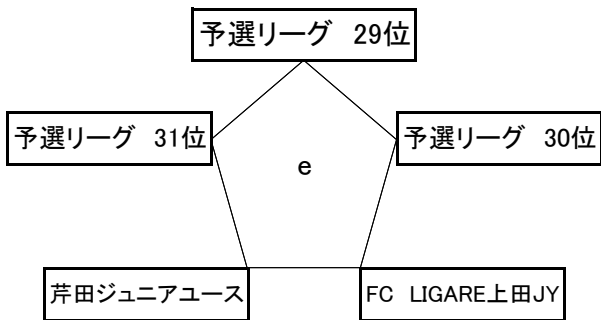 予選リーグ　29位
予選リーグ　31位
予選リーグ　30位
e
芹田ジュニアユース
FC　LIGARE上田JY